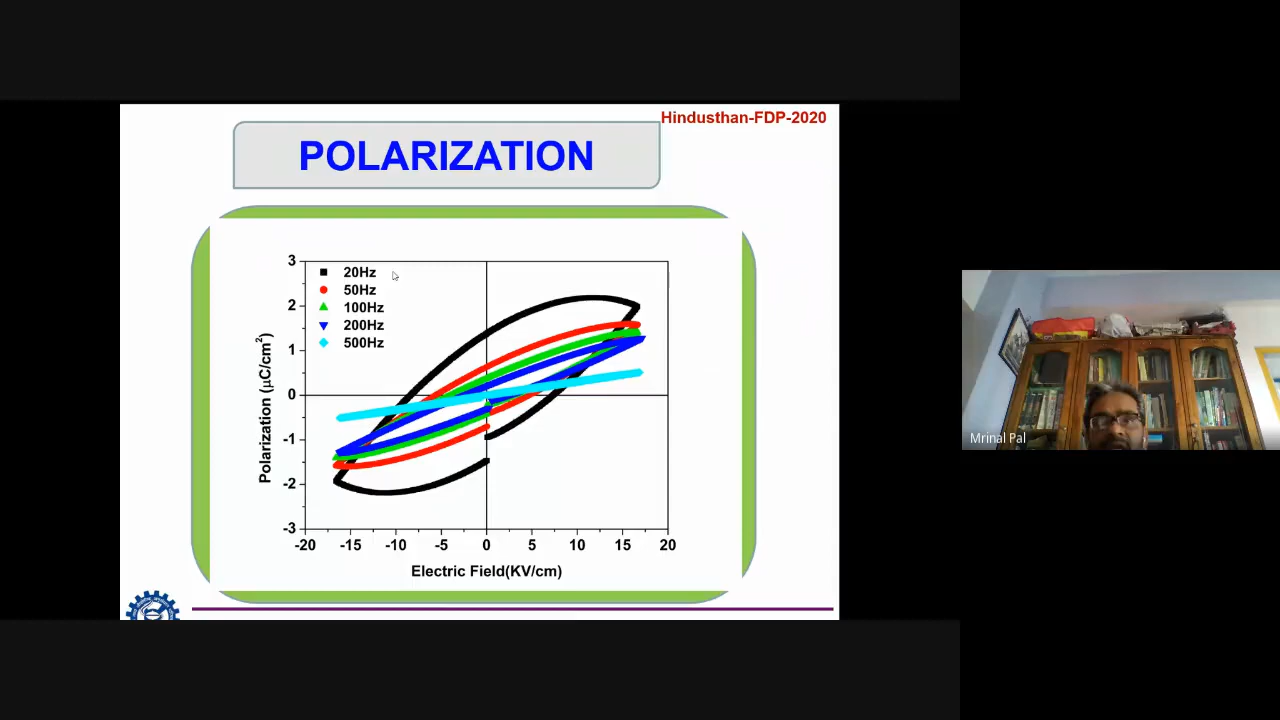 Hindusthan-FDP-2020
POLARIZATION
3
2
1
0
-1
-2
-3
20Hz
50Hz
100Hz
200Hz
500Hz
Polarization (µC/cm²)
-20 -15 -10 -5 0 5 10 15 20
Electric Field(KV/cm)
Mrinal Pal